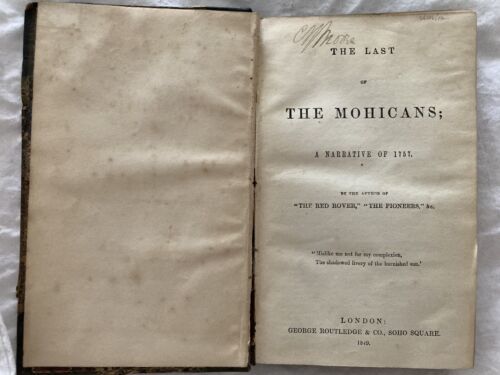 THE LAST
OF
THE MOHICANS;
A NARRATIVE OF 1757.
BY THE AUTHOR OF
"THE RED ROVER," "THE PIONEERS," &c.
"Mislike me not for my complexion,
The shadowed livery of the burnished sun."
LONDON:
GEORGE ROUTLEDGE & CO., SOHO SQUARE.
1849.